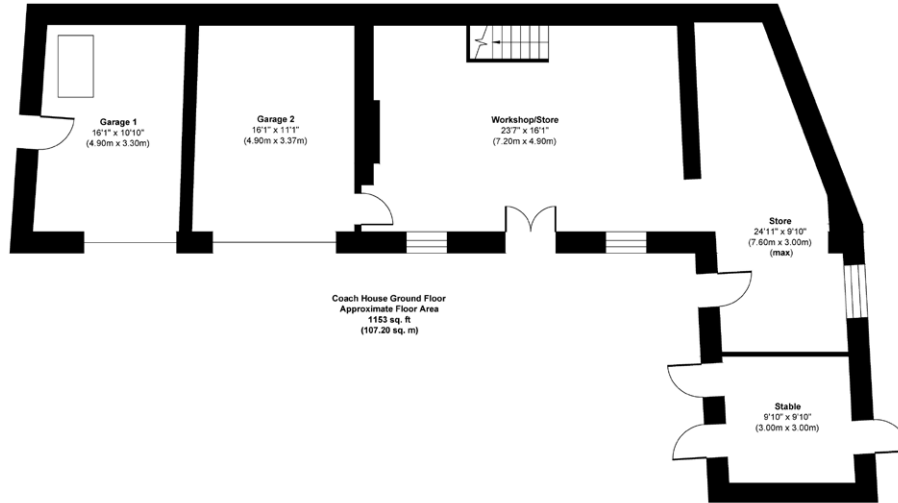 Garage 1
16'1" x 10'10"
(4.90m x 3.30m)
Garage 2
16'1" x 11'1"
(4.90m x 3.37m)
Workshop/Store
23'7" x 16'1"
(7.20m x 4.90m)
Store
24'11" x 9'10"
(7.60m x 3.00m)
(max)
Coach House Ground Floor
Approximate Floor Area
1153 sq. ft
(107.20 sq. m)
Stable
9'10" x 9'10"
(3.00m x 3.00m)